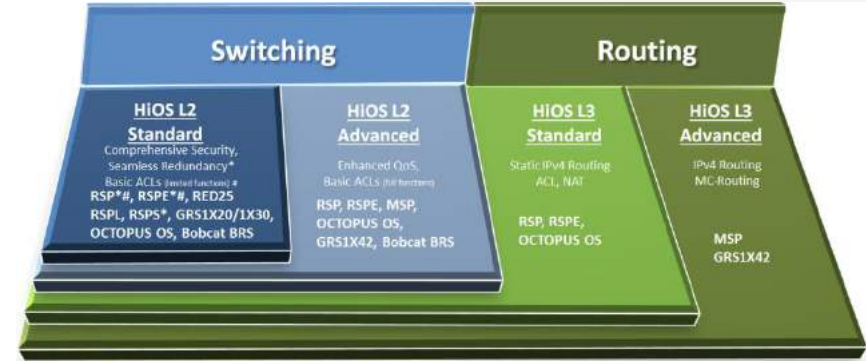 Switching
Routing
HiOS L2
Standard
Comprehensive Security,
Seamless Redundancy*
Basic ACLs (limited functions) #
RSP*#, RSPE*#, RED25
RSPL, RSPS*, GRS1X20/1X30,
OCTOPUS OS, Bobcat BRS
HiOS L2
Advanced
Enhanced QoS,
Basic ACLs (full functions)
RSP, RSPE, MSP,
OCTOPUS OS,
GRS1X42, Bobcat BRS
HiOS L3
Standard
Static IPv4 Routing
ACL, NAT
RSP, RSPE,
OCTOPUS OS
HiOS L3
Advanced
IPv4 Routing
MC-Routing
MSP
GRS1X42